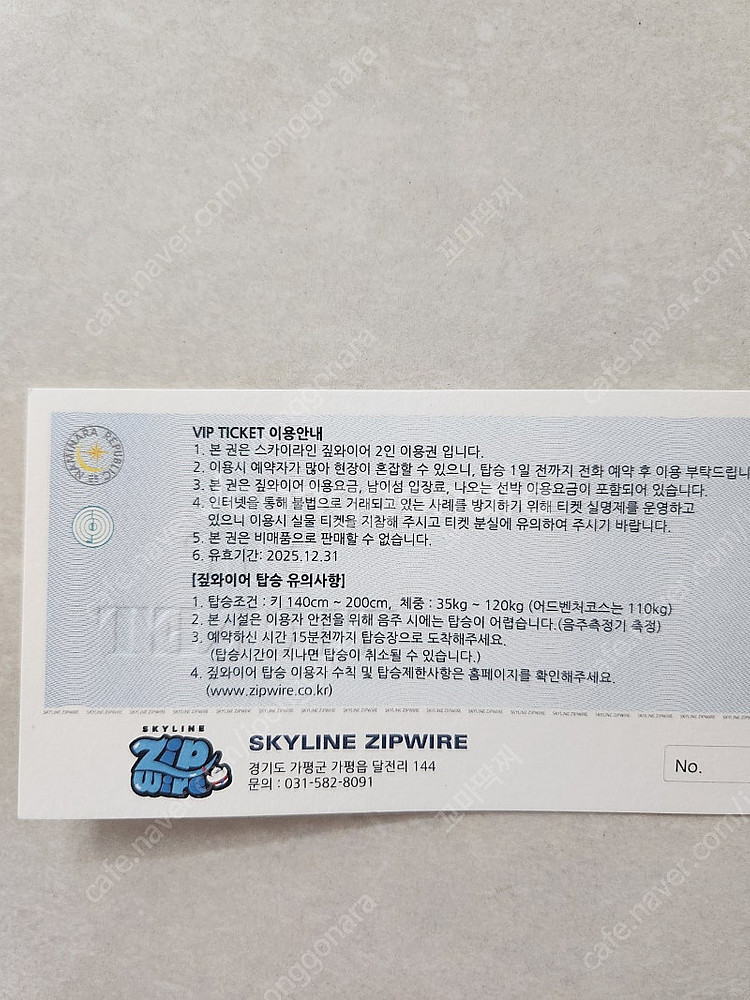 NAMINARA REPUBLIC
VIP TICKET 이용안내
1. 본 권은 스카이라인 짚와이어 2인 이용권 입니다.
2. 이용시 예약자가 많아 현장이 혼잡할 수 있으니, 탑승 1일 전까지 전화 예약 후 이용 부탁드립니
3. 본 권은 짚와이어 이용요금, 남이섬 입장료, 나오는 선박 이용요금이 포함되어 있습니다.
4. 인터넷을 통해 불법으로 거래되고 있는 사례를 방지하기 위해 티켓 실명제를 운영하고
있으니 이용시 실물 티켓을 지참해 주시고 티켓 분실에 유의하여 주시기 바랍니다.
5. 본 권은 비매품으로 판매할 수 없습니다.
6. 유효기간: 2025.12.31
[짚와이어 탑승 유의사항]
1. 탑승조건 : 키 140cm ~ 200cm, 체중 : 35kg ~ 120kg (어드벤처코스는 110kg)
2. 본 시설은 이용자 안전을 위해 음주 시에는 탑승이 어렵습니다.(음주측정기 측정)
3. 예약하신 시간 15분전까지 탑승장으로 도착해주세요.
(탑승시간이 지나면 탑승이 취소될 수 있습니다.)
4. 짚와이어 탑승 이용자 수칙 및 탑승제한사항은 홈페이지를 확인해주세요.
(www.zipwire.co.kr)
SKYLINE
Zip
wire
SKYLINE ZIPWIRE
경기도 가평군 가평읍 달전리 144
문의 : 031-582-8091
No.
cafe.naver.com/joonggonara
꼬마딱찌